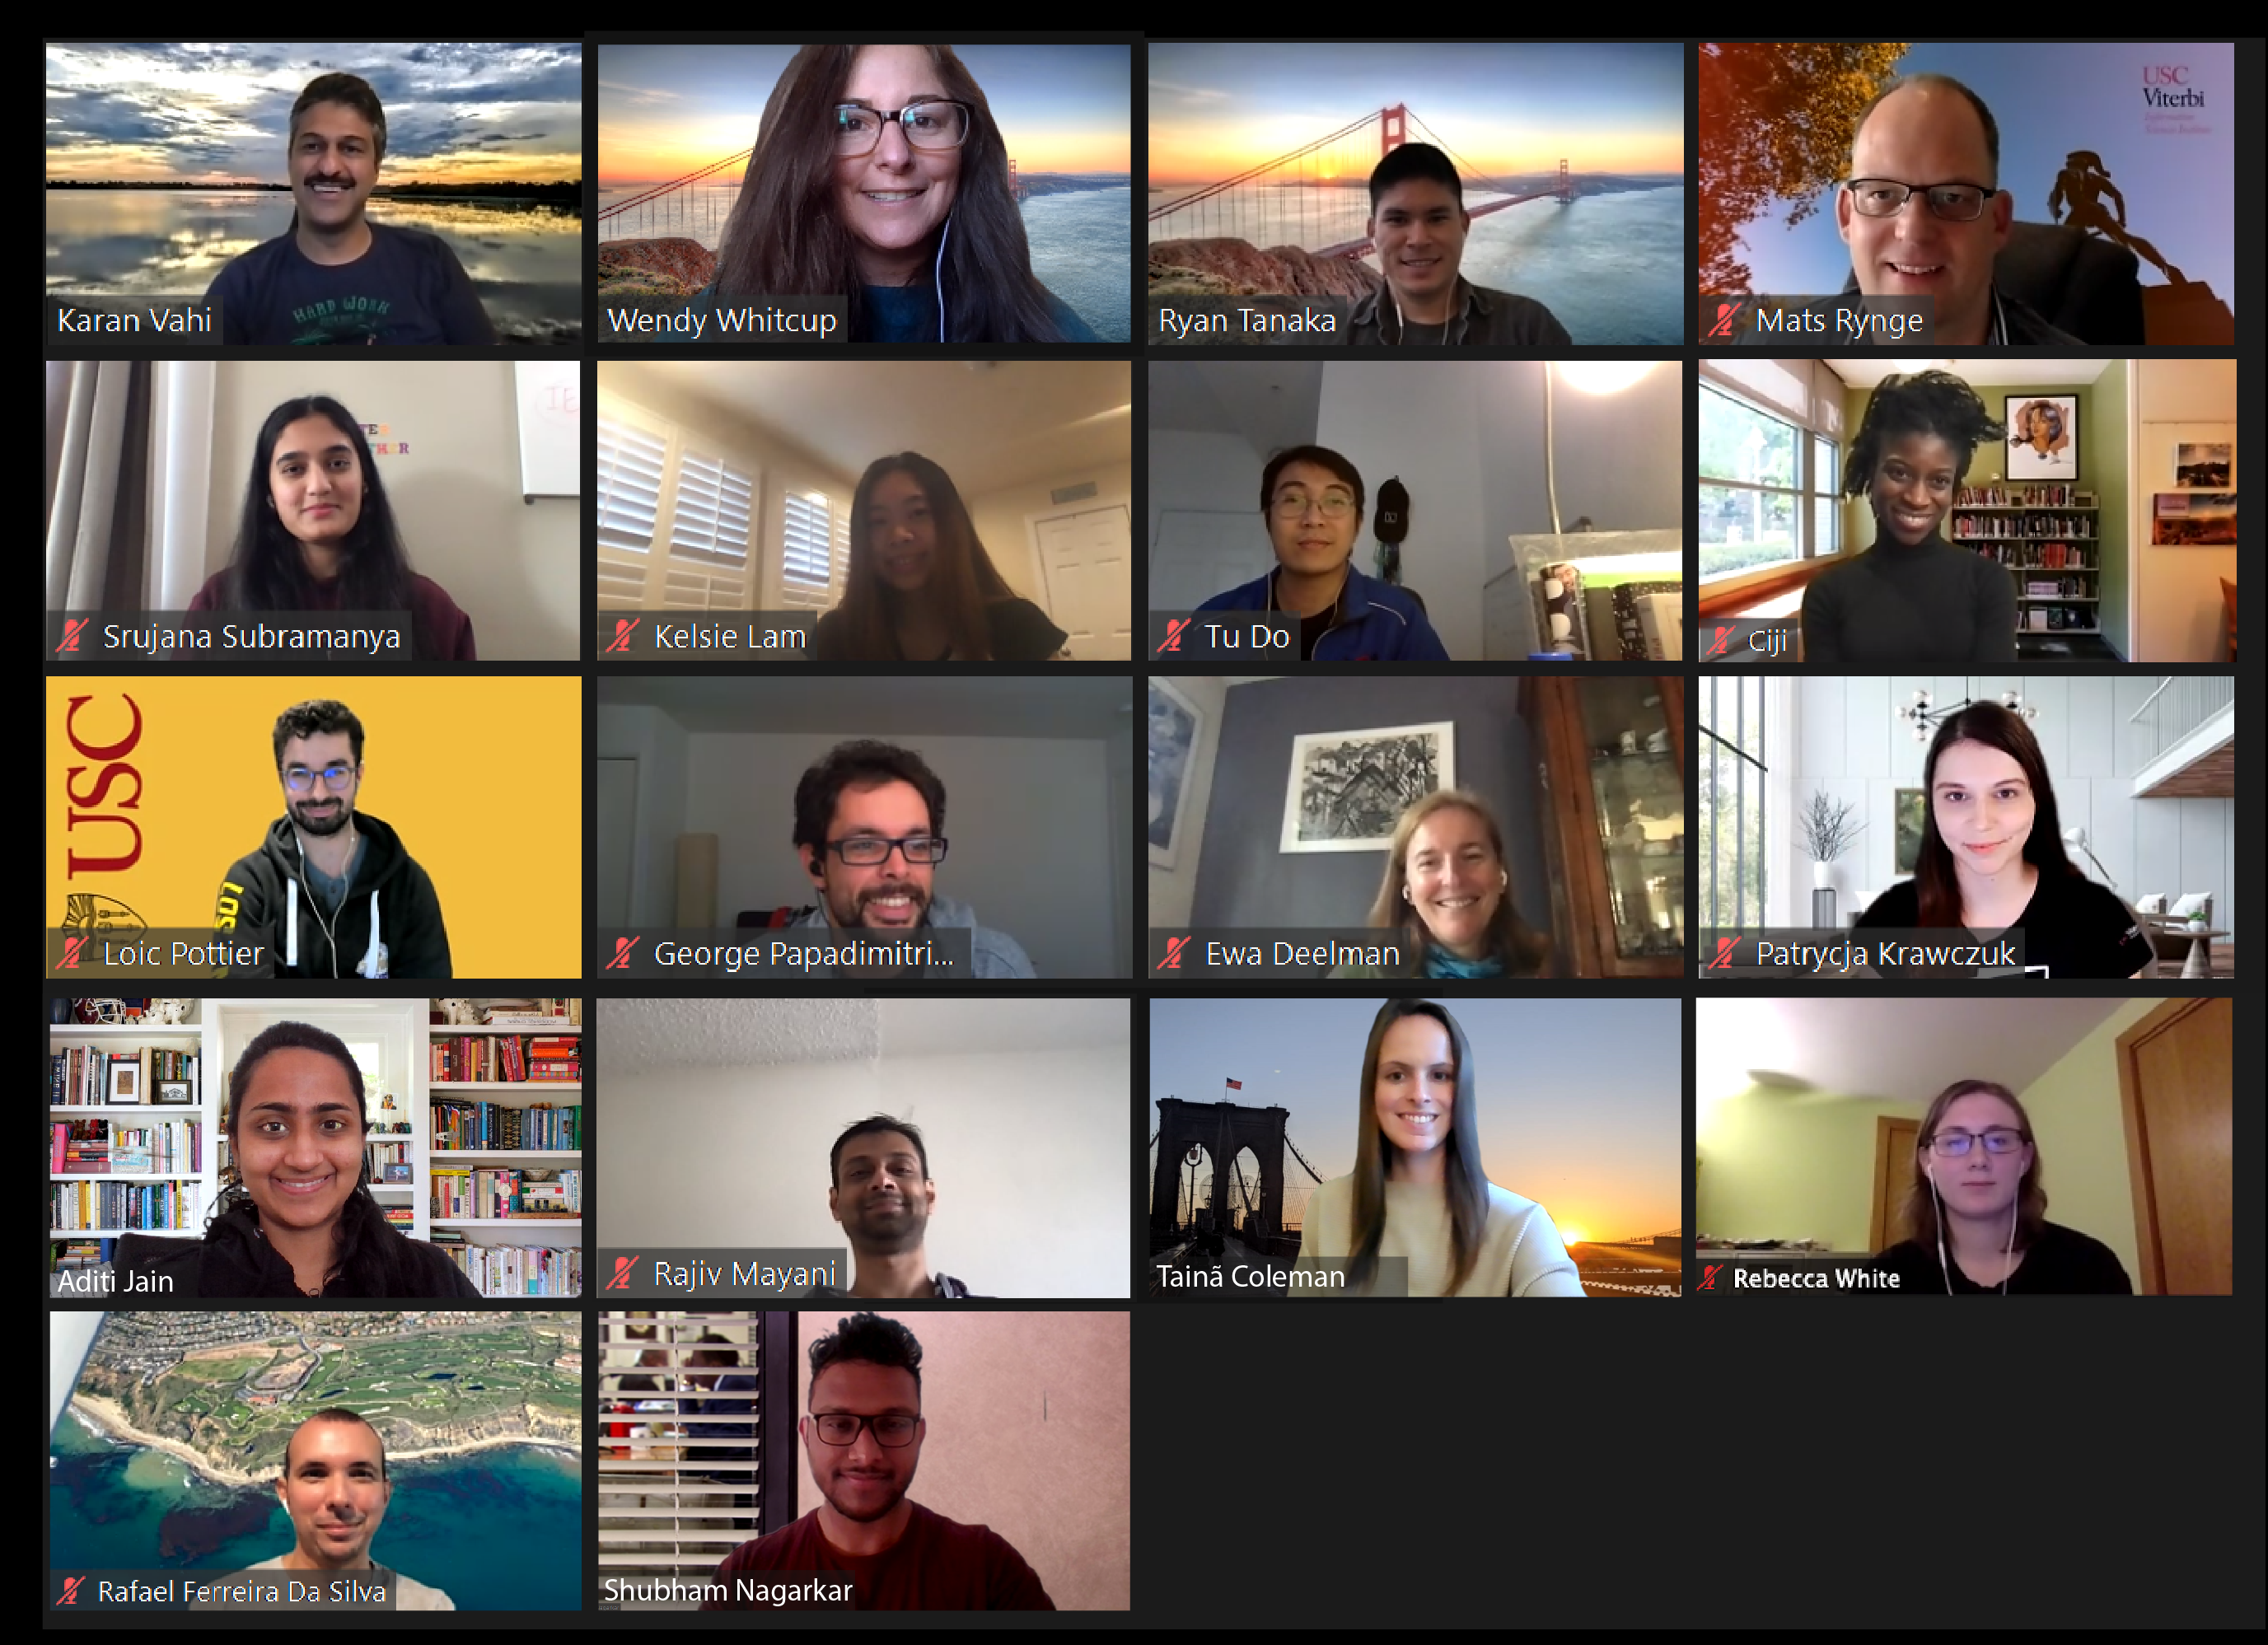 USC
Viterbi
HARD WORK
Karan Vahi
Wendy Whitcup
Ryan Tanaka
Mats Rynge
IE
Srujana Subramanya
Kelsie Lam
Tu Do
Ciji
USC
Loic Pottier
George Papadimitri...
Ewa Deelman
Patrycja Krawczuk
Aditi Jain
Rajiv Mayani
Tainã Coleman
Rebecca White
Rafael Ferreira Da Silva
Shubham Nagarkar